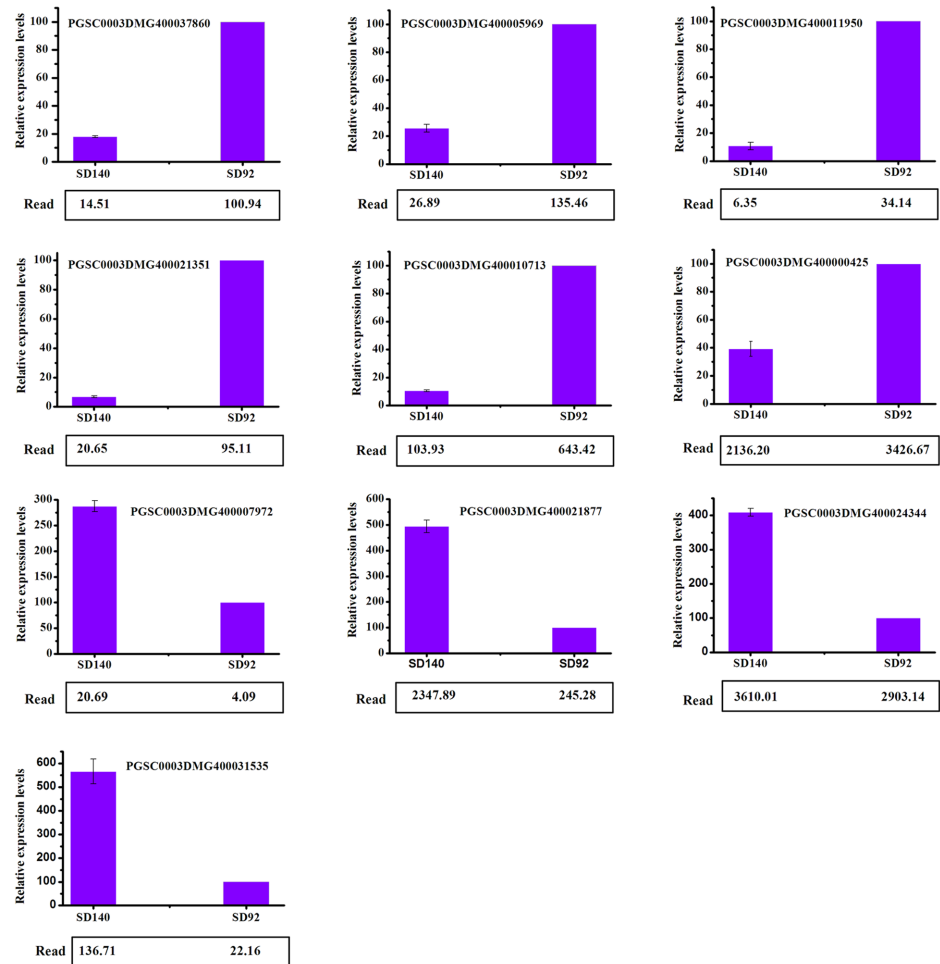 PGSC0003DMG400037860
Relative expression levels
100
80
60
40
20
0
SD140 SD92
Read 14.51 100.94
PGSC0003DMG400005969
Relative expression levels
100
80
60
40
20
0
SD140 SD92
Read 26.89 135.46
PGSC0003DMG400011950
Relative expression levels
100
80
60
40
20
0
SD140 SD92
Read 6.35 34.14
PGSC0003DMG400021351
Relative expression levels
100
80
60
40
20
0
SD140 SD92
Read 20.65 95.11
PGSC0003DMG400010713
Relative expression levels
100
80
60
40
20
0
SD140 SD92
Read 103.93 643.42
PGSC0003DMG400000425
Relative expression levels
100
80
60
40
20
0
SD140 SD92
Read 2136.20 3426.67
PGSC0003DMG400007972
Relative expression levels
300
250
200
150
100
50
0
SD140 SD92
Read 20.69 4.09
PGSC0003DMG400021877
Relative expression levels
600
500
400
300
200
100
0
SD140 SD92
Read 2347.89 245.28
PGSC0003DMG400024344
Relative expression levels
400
300
200
100
0
SD140 SD92
Read 3610.01 2903.14
PGSC0003DMG400031535
Relative expression levels
600
500
400
300
200
100
0
SD140 SD92
Read 136.71 22.16